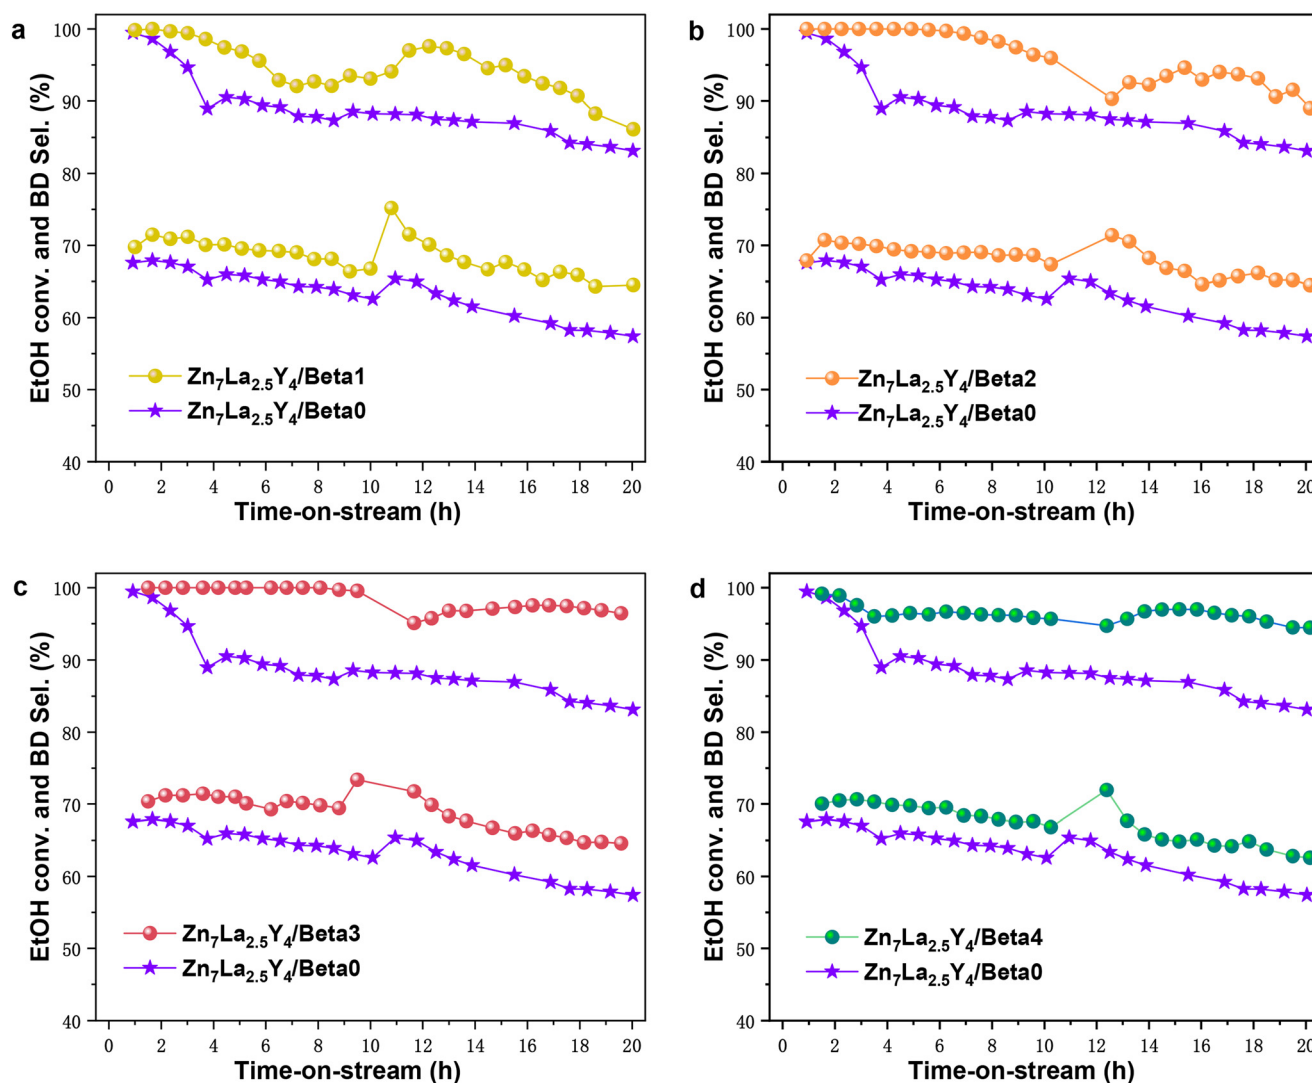 a
100
90
80
70
60
50
40
EtOH conv. and BD Sel. (%)
Zn₇La₂.₅Y₄/Beta1
Zn₇La₂.₅Y₄/Beta0
0 2 4 6 8 10 12 14 16 18 20
Time-on-stream (h)
b
100
90
80
70
60
50
40
EtOH conv. and BD Sel. (%)
Zn₇La₂.₅Y₄/Beta2
Zn₇La₂.₅Y₄/Beta0
0 2 4 6 8 10 12 14 16 18 20
Time-on-stream (h)
c
100
90
80
70
60
50
40
EtOH conv. and BD Sel. (%)
Zn₇La₂.₅Y₄/Beta3
Zn₇La₂.₅Y₄/Beta0
0 2 4 6 8 10 12 14 16 18 20
Time-on-stream (h)
d
100
90
80
70
60
50
40
EtOH conv. and BD Sel. (%)
Zn₇La₂.₅Y₄/Beta4
Zn₇La₂.₅Y₄/Beta0
0 2 4 6 8 10 12 14 16 18 20
Time-on-stream (h)